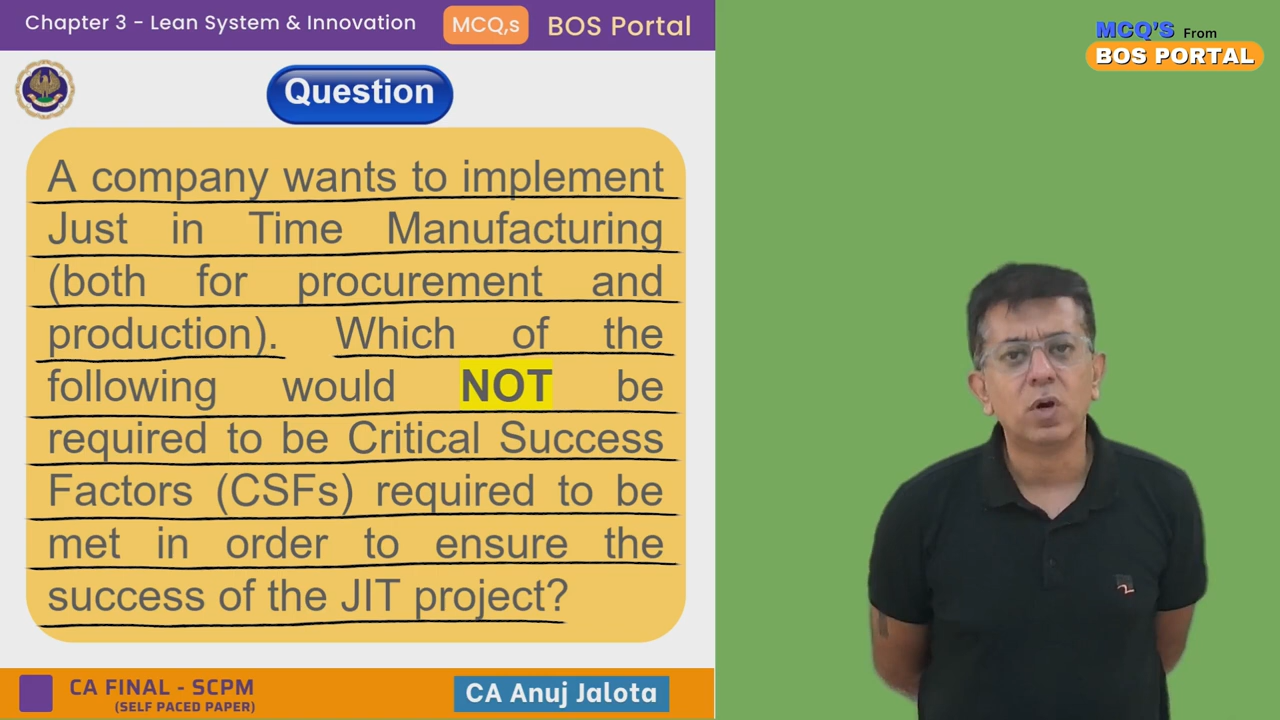 Chapter 3 - Lean System & Innovation MCQ,s BOS Portal
MCQ'S From
BOS PORTAL
Question
A company wants to implement
Just in Time Manufacturing
(both for procurement and
production). Which of the
following would NOT be
required to be Critical Success
Factors (CSFs) required to be
met in order to ensure the
success of the JIT project?
CA FINAL - SCPM
(SELF PACED PAPER)
CA Anuj Jalota